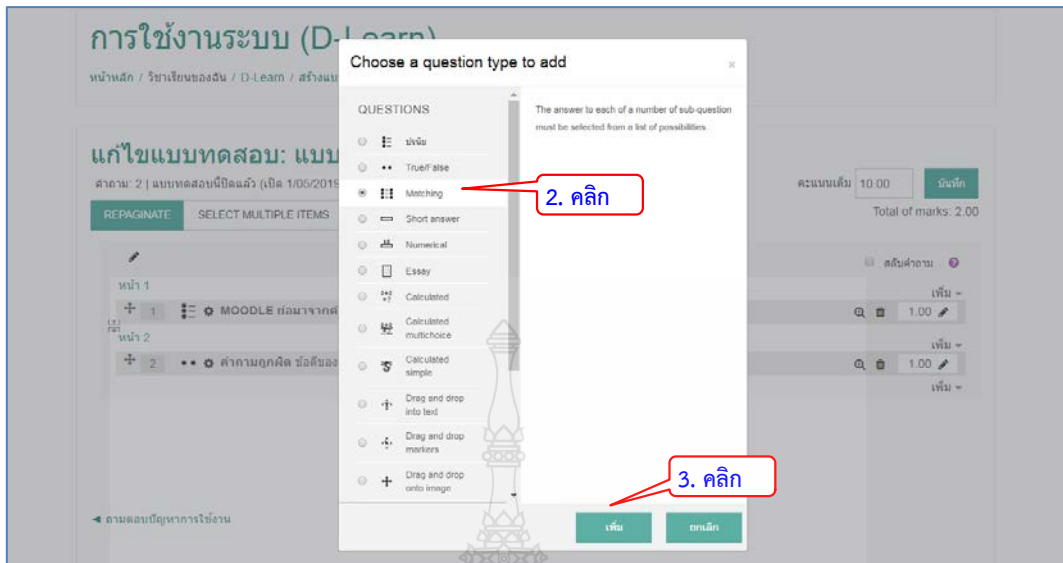 การใช้งานระบบ (D-Learn)
หน้าหลัก / วิชาเรียนของฉัน / D-Learn / สร้างแบบ
แก้ไขแบบทดสอบ: แบบ
คำถาม: 2 | แบบทดสอบนี้ปิดแล้ว (เปิด 1/05/2019
คะแนนเต็ม 10.00 บันทึก
REPAGINATE SELECT MULTIPLE ITEMS
Total of marks: 2.00
สลับคำถาม
หน้า 1
เพิ่ม
1 MOODLE ย่อมาจากคำ
1.00
หน้า 2
เพิ่ม
2 คำถามถูกผิด ข้อดีของ
1.00
เพิ่ม
Choose a question type to add
×
QUESTIONS
ปรนัย
True/False
Matching
Short answer
Numerical
Essay
Calculated
Calculated
multichoice
Calculated
simple
Drag and drop
into text
Drag and drop
markers
Drag and drop
onto image
The answer to each of a number of sub-question
must be selected from a list of possibilities.
2. คลิก
3. คลิก
เพิ่ม ยกเลิก
◄ ถามตอบปัญหาการใช้งาน